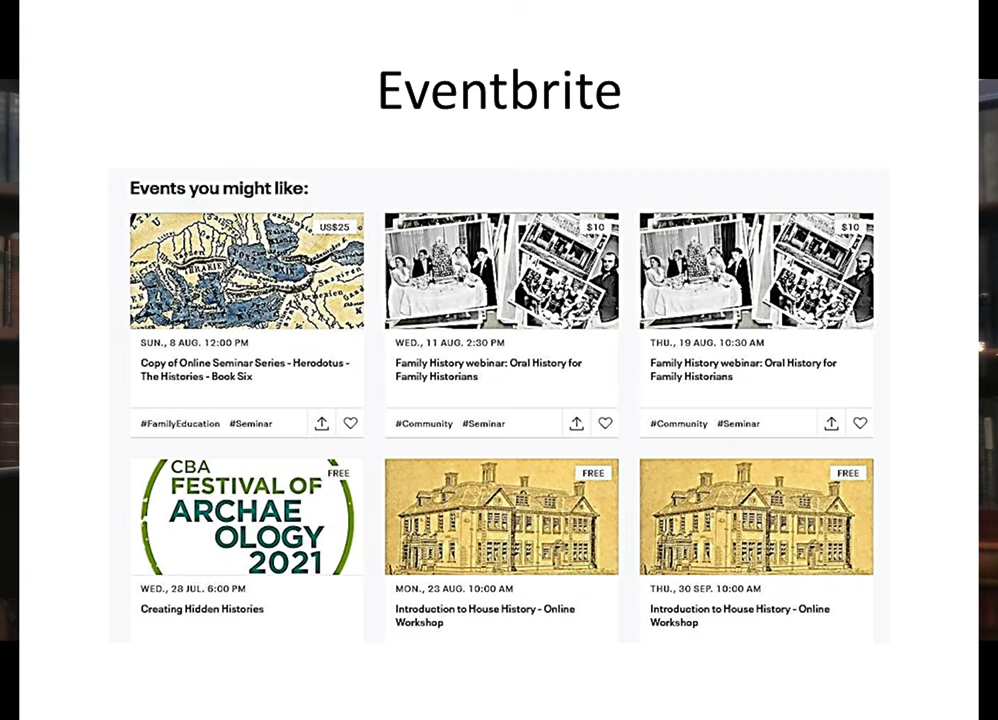 Eventbrite
Events you might like:
US$25
$10
$10
THRAKIEN
SUN., 8 AUG. 12:00 PM
WED., 11 AUG. 2:30 PM
THU., 19 AUG. 10:30 AM
Copy of Online Seminar Series - Herodotus -
The Histories - Book Six
Family History webinar: Oral History for
Family Historians
Family History webinar: Oral History for
Family Historians
#FamilyEducation #Seminar
#Community #Seminar
#Community #Seminar
CBA
FESTIVAL OF
ARCHAE
OLOGY
2021
FREE
FREE
FREE
WED., 28 JUL. 6:00 PM
MON., 23 AUG. 10:00 AM
THU., 30 SEP. 10:00 AM
Creating Hidden Histories
Introduction to House History - Online
Workshop
Introduction to House History - Online
Workshop